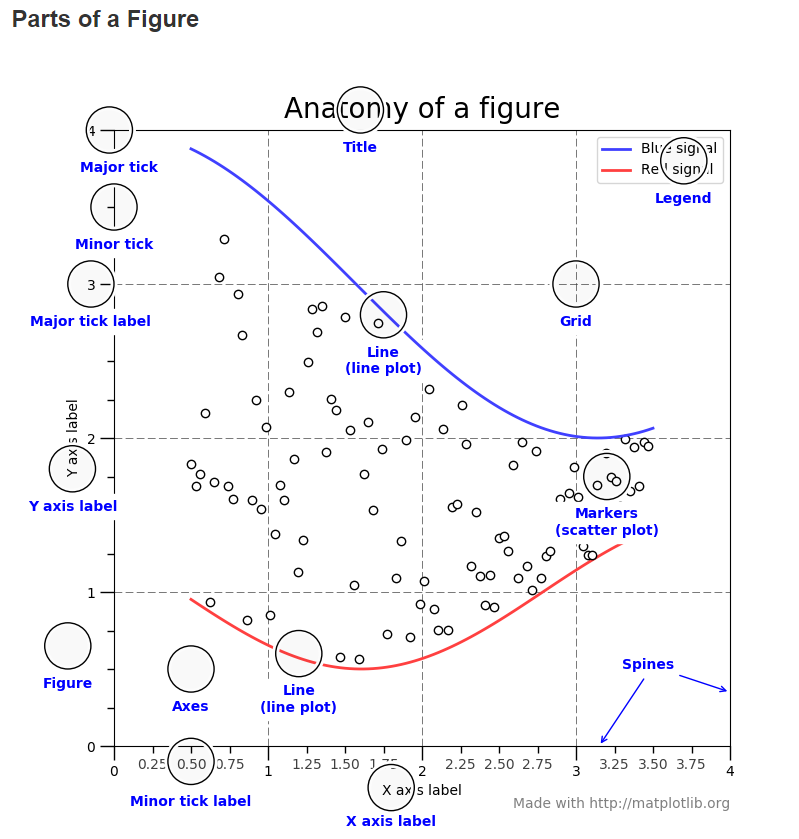 Parts of a Figure
Anatomy of a figure
Title
4
Major tick
Blue signal
Red signal
Legend
Minor tick
3
Major tick label
Grid
Line
(line plot)
2
Y axis label
Y axis label
Markers
(scatter plot)
1
Figure
Axes
Line
(line plot)
Spines
0
0 0.25 0.50 0.75 1 1.25 1.50 1.75 2 2.25 2.50 2.75 3 3.25 3.50 3.75 4
Minor tick label
X axis label
X axis label
Made with http://matplotlib.org